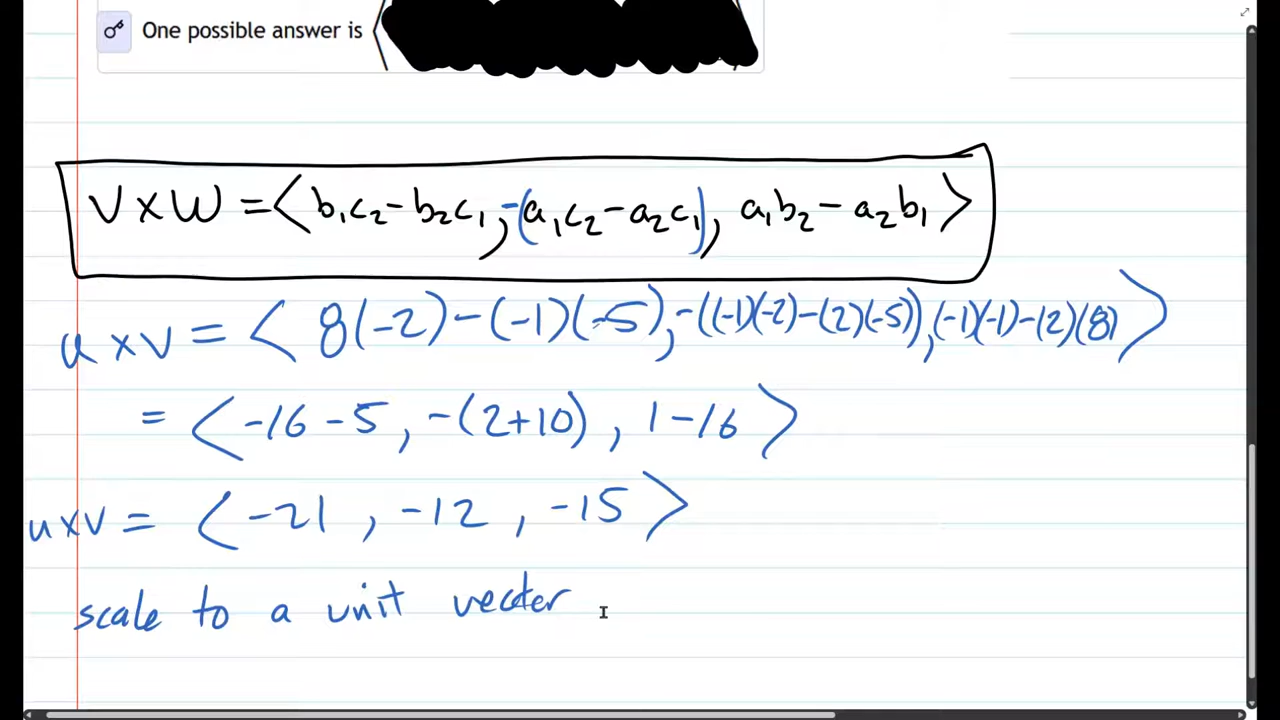 One possible answer is ⟨
V×W = ⟨b₁c₂ - b₂c₁, -(a₁c₂ - a₂c₁), a₁b₂ - a₂b₁⟩
u×v = ⟨8(-2) - (-1)(-5), -((-1)(-2) - (2)(-5)), (-1)(-1) - (2)(8)⟩
= ⟨-16 - 5, -(2+10), 1 - 16⟩
u×v = ⟨-21, -12, -15⟩
scale to a unit vector